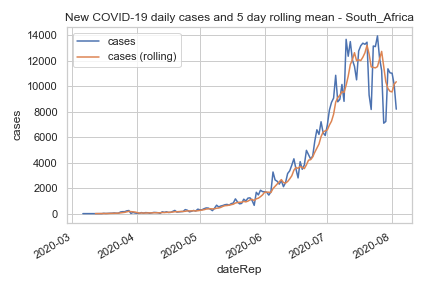 New COVID-19 daily cases and 5 day rolling mean - South_Africa
cases
cases (rolling)
14000
12000
10000
8000
6000
4000
2000
0
cases
2020-03
2020-04
2020-05
2020-06
2020-07
2020-08
dateRep